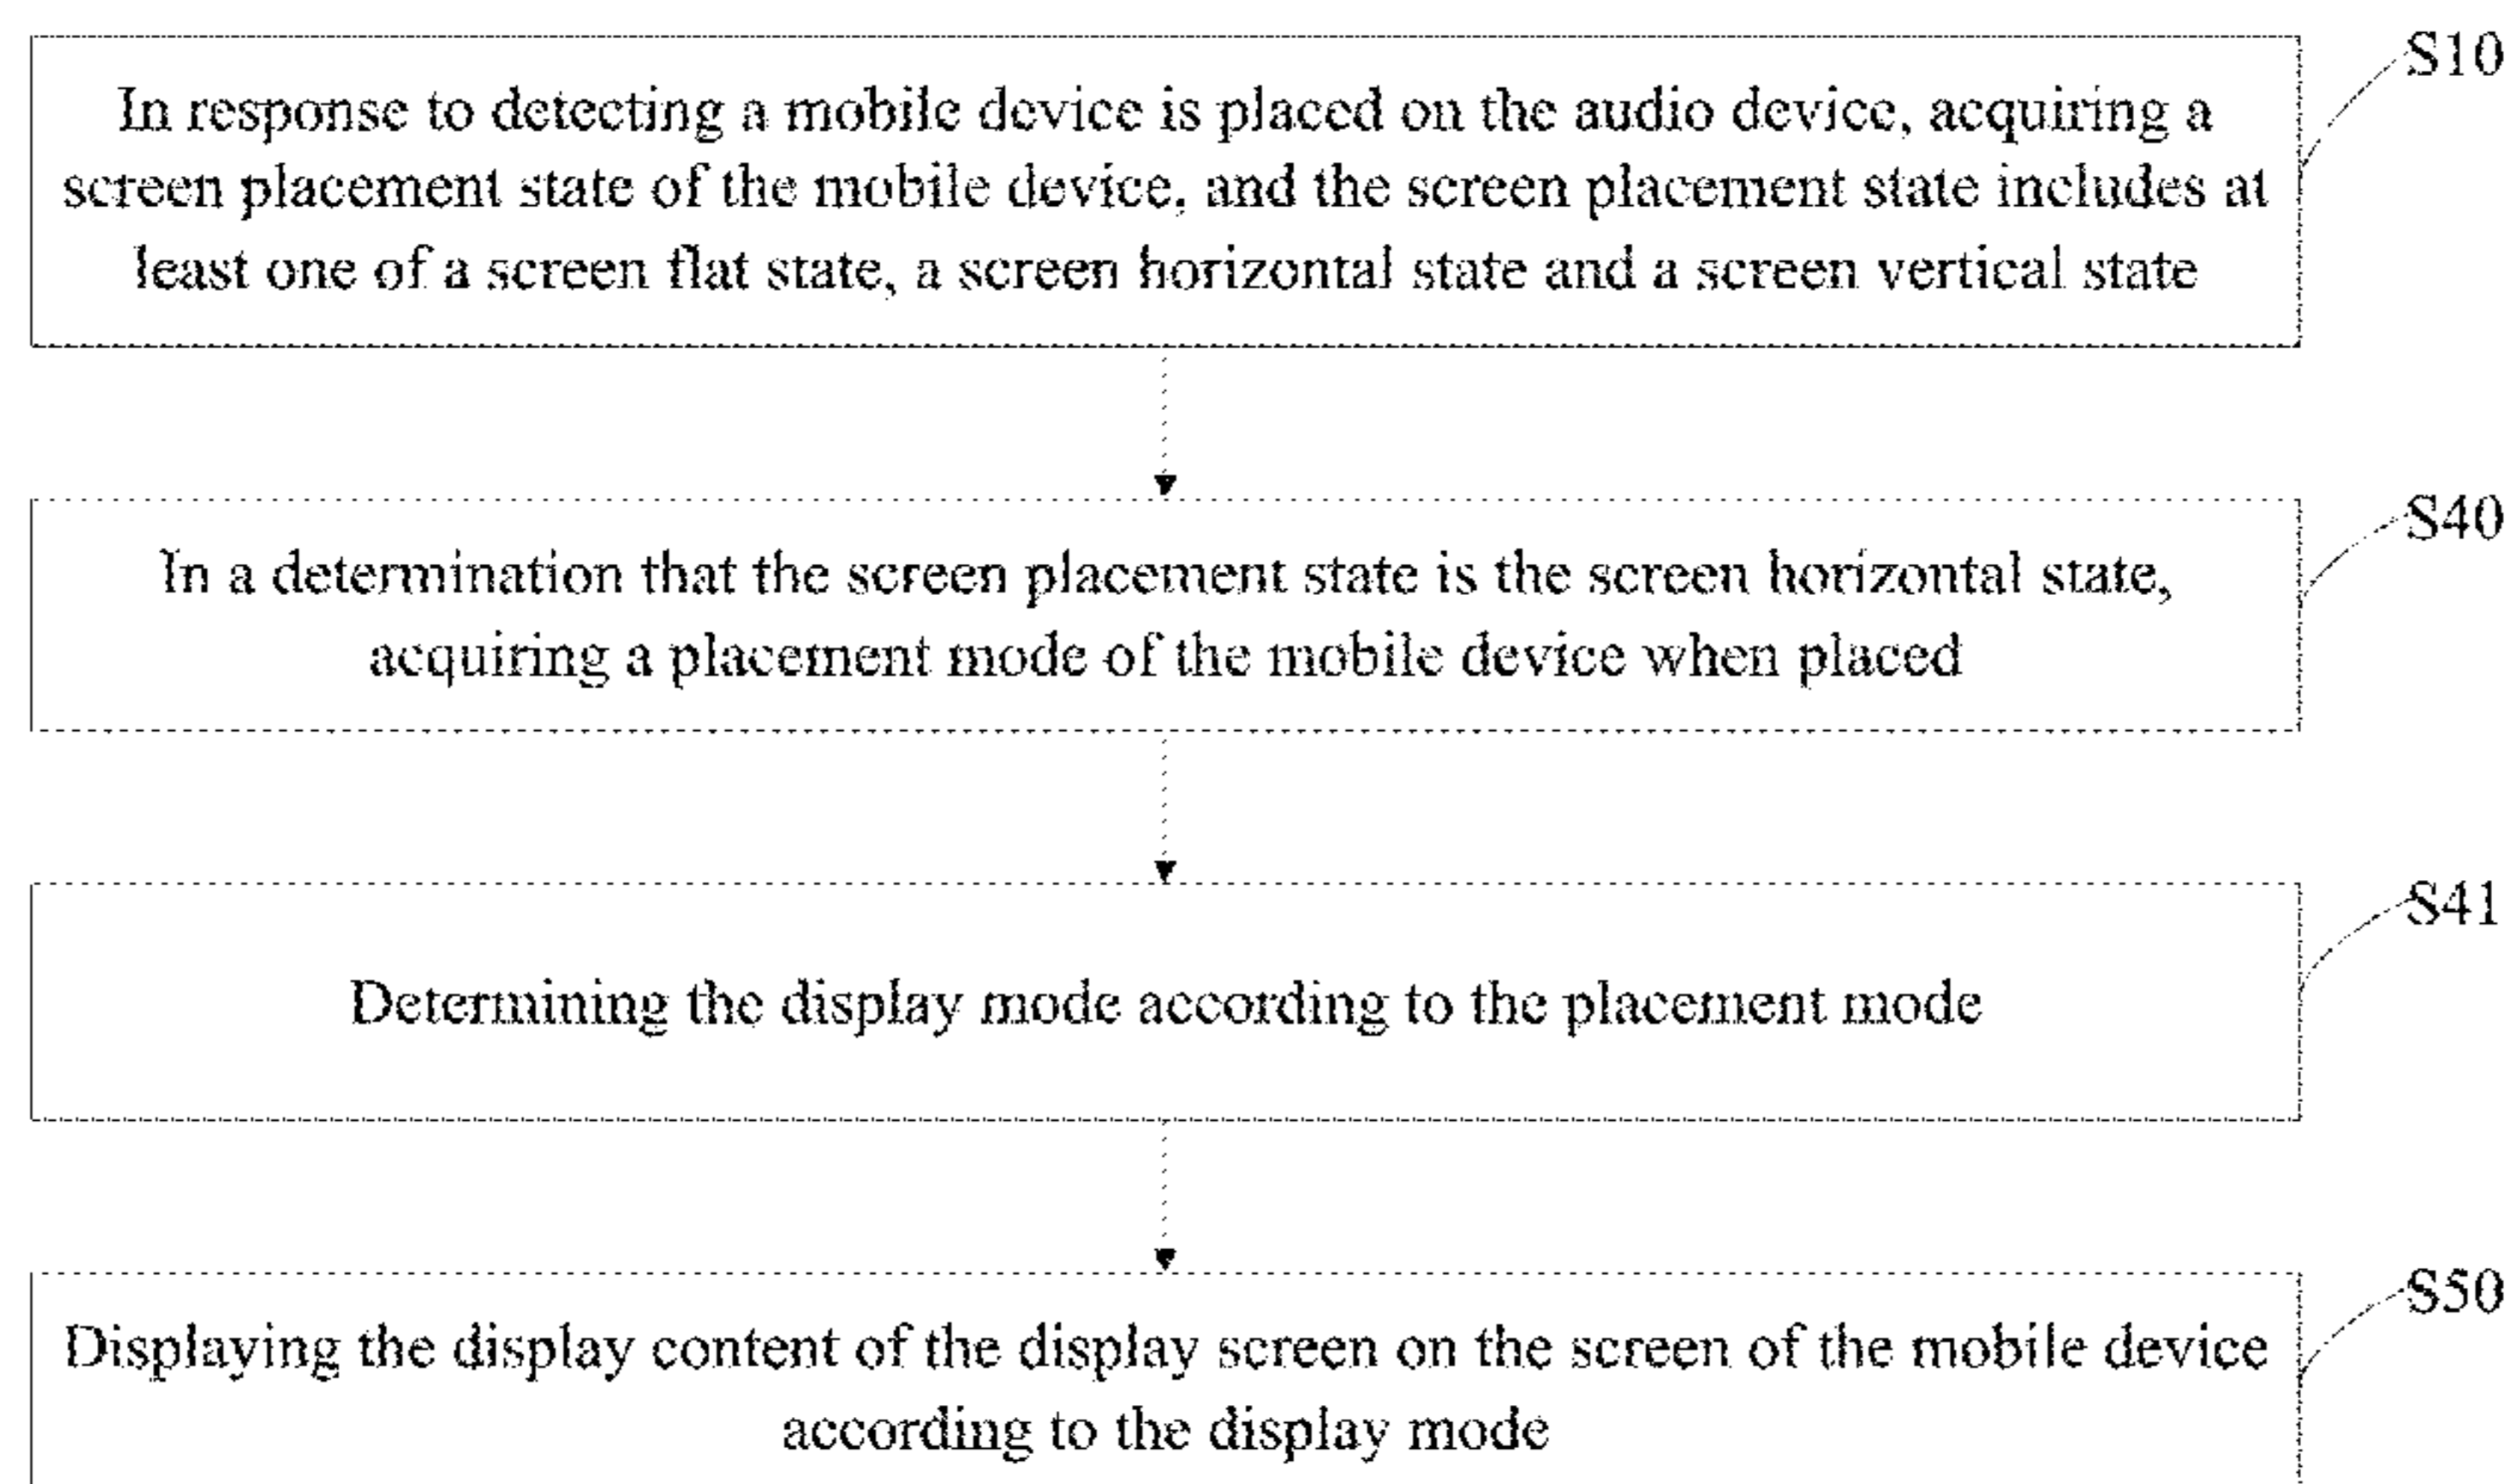 S10
In response to detecting a mobile device is placed on the audio device, acquiring a
screen placement state of the mobile device, and the screen placement state includes at
least one of a screen flat state, a screen horizontal state and a screen vertical state
S40
In a determination that the screen placement state is the screen horizontal state,
acquiring a placement mode of the mobile device when placed
S41
Determining the display mode according to the placement mode
S50
Displaying the display content of the display screen on the screen of the mobile device
according to the display mode